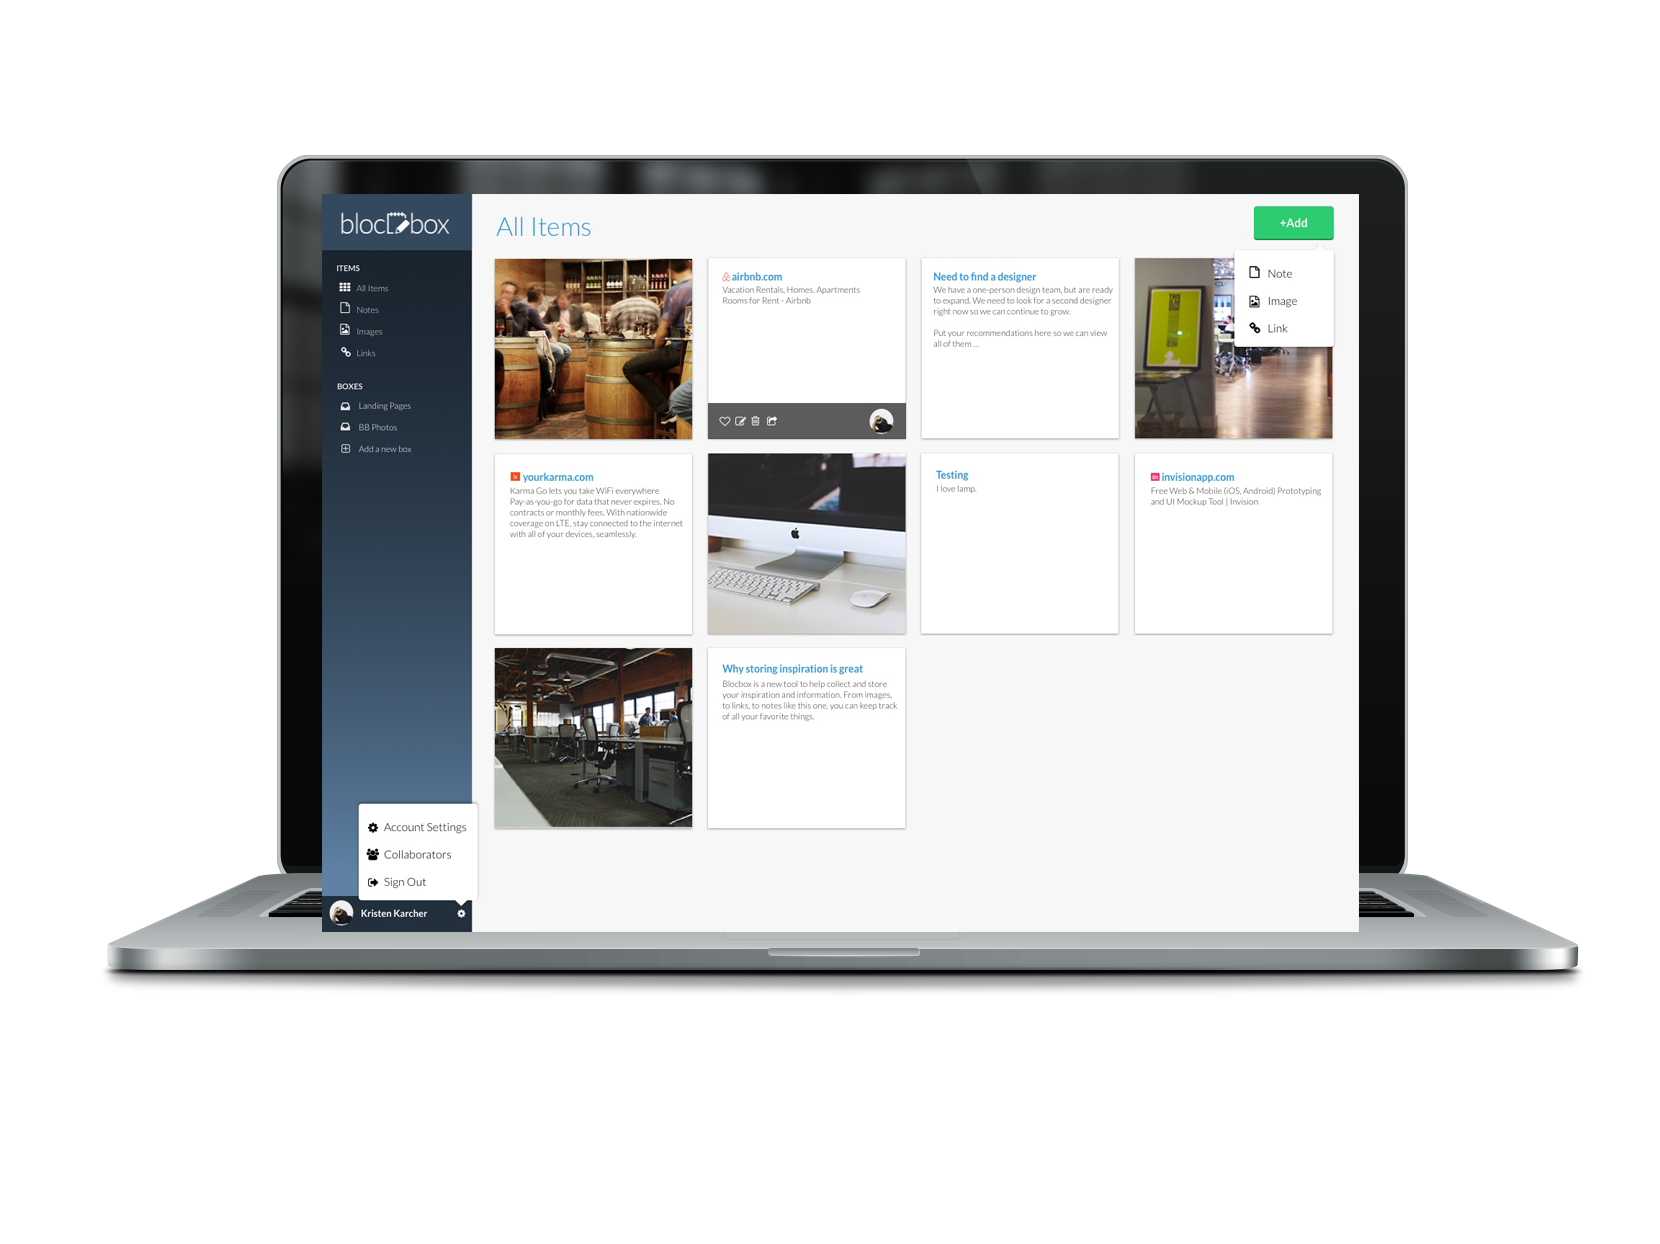 blocbox
All Items
+Add
ITEMS
All Items
Notes
Images
Links
BOXES
Landing Pages
BB Photos
Add a new box
Account Settings
Collaborators
Sign Out
Kristen Karcher
airbnb.com
Vacation Rentals, Homes, Apartments
Rooms for Rent - Airbnb
Need to find a designer
We have a one-person design team, but are ready
to expand. We need to look for a second designer
right now so we can continue to grow.
Put your recommendations here so we can view
all of them ...
Note
Image
Link
yourkarma.com
Karma Go lets you take WiFi everywhere
Pay-as-you-go for data that never expires. No
contracts or monthly fees. With nationwide
coverage on LTE, stay connected to the internet
with all of your devices, seamlessly.
Testing
I love lamp.
in
invisionapp.com
Free Web & Mobile (iOS, Android) Prototyping
and UI Mockup Tool | Invision
Why storing inspiration is great
Blocbox is a new tool to help collect and store
your inspiration and information. From images,
to links, to notes like this one, you can keep track
of all your favorite things.